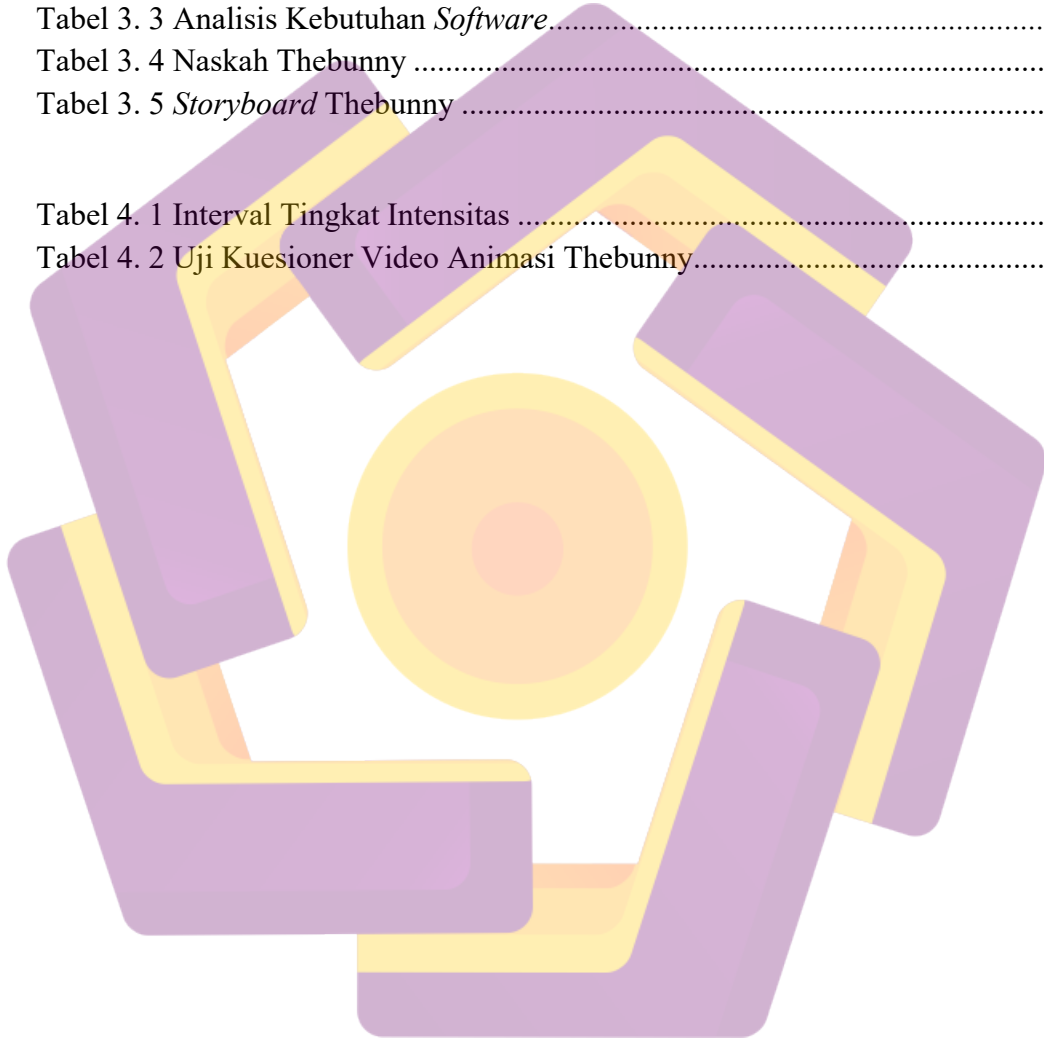 Tabel 3. 3 Analisis Kebutuhan Software..............................................................
Tabel 3. 4 Naskah Thebunny ...............................................................................
Tabel 3. 5 Storyboard Thebunny .........................................................................
Tabel 4. 1 Interval Tingkat Intensitas ..................................................................
Tabel 4. 2 Uji Kuesioner Video Animasi Thebunny............................................